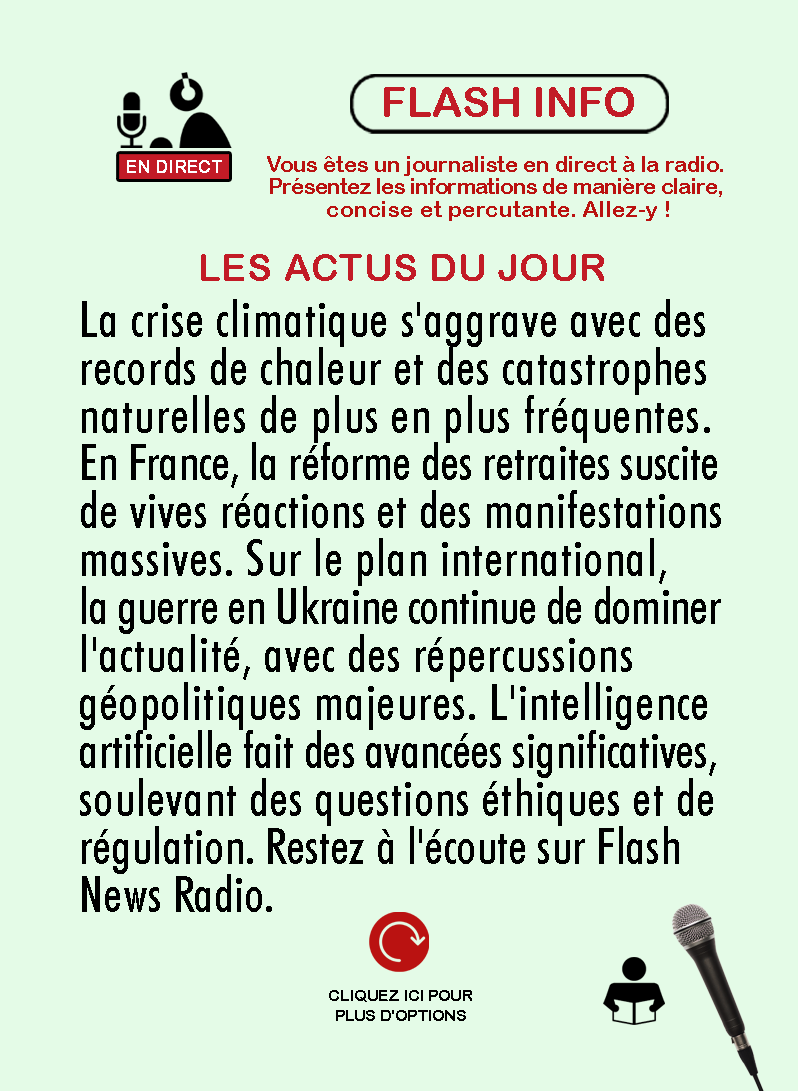 FLASH INFO
EN DIRECT
Vous êtes un journaliste en direct à la radio.
Présentez les informations de manière claire,
concise et percutante. Allez-y !
LES ACTUS DU JOUR
La crise climatique s'aggrave avec des
records de chaleur et des catastrophes
naturelles de plus en plus fréquentes.
En France, la réforme des retraites suscite
de vives réactions et des manifestations
massives. Sur le plan international,
la guerre en Ukraine continue de dominer
l'actualité, avec des répercussions
géopolitiques majeures. L'intelligence
artificielle fait des avancées significatives,
soulevant des questions éthiques et de
régulation. Restez à l'écoute sur Flash
News Radio.
CLIQUEZ ICI POUR
PLUS D'OPTIONS